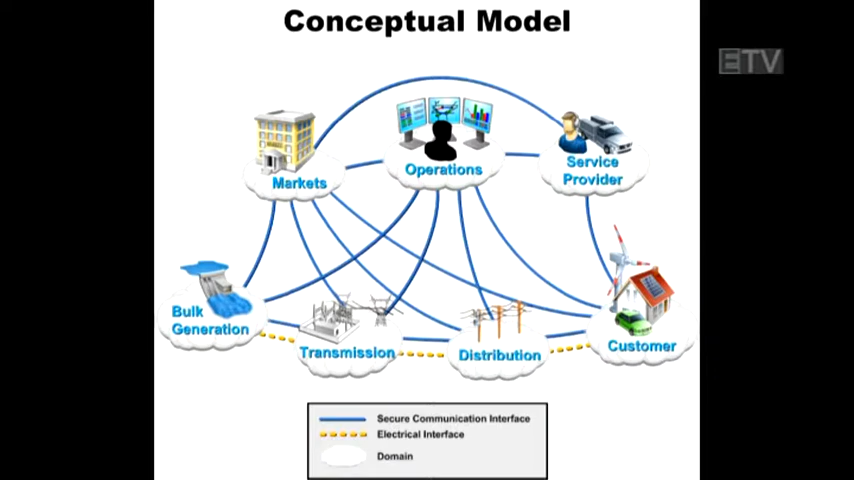 Conceptual Model
ETV
Markets
Operations
Service
Provider
Bulk
Generation
Transmission
Distribution
Customer
Secure Communication Interface
Electrical Interface
Domain